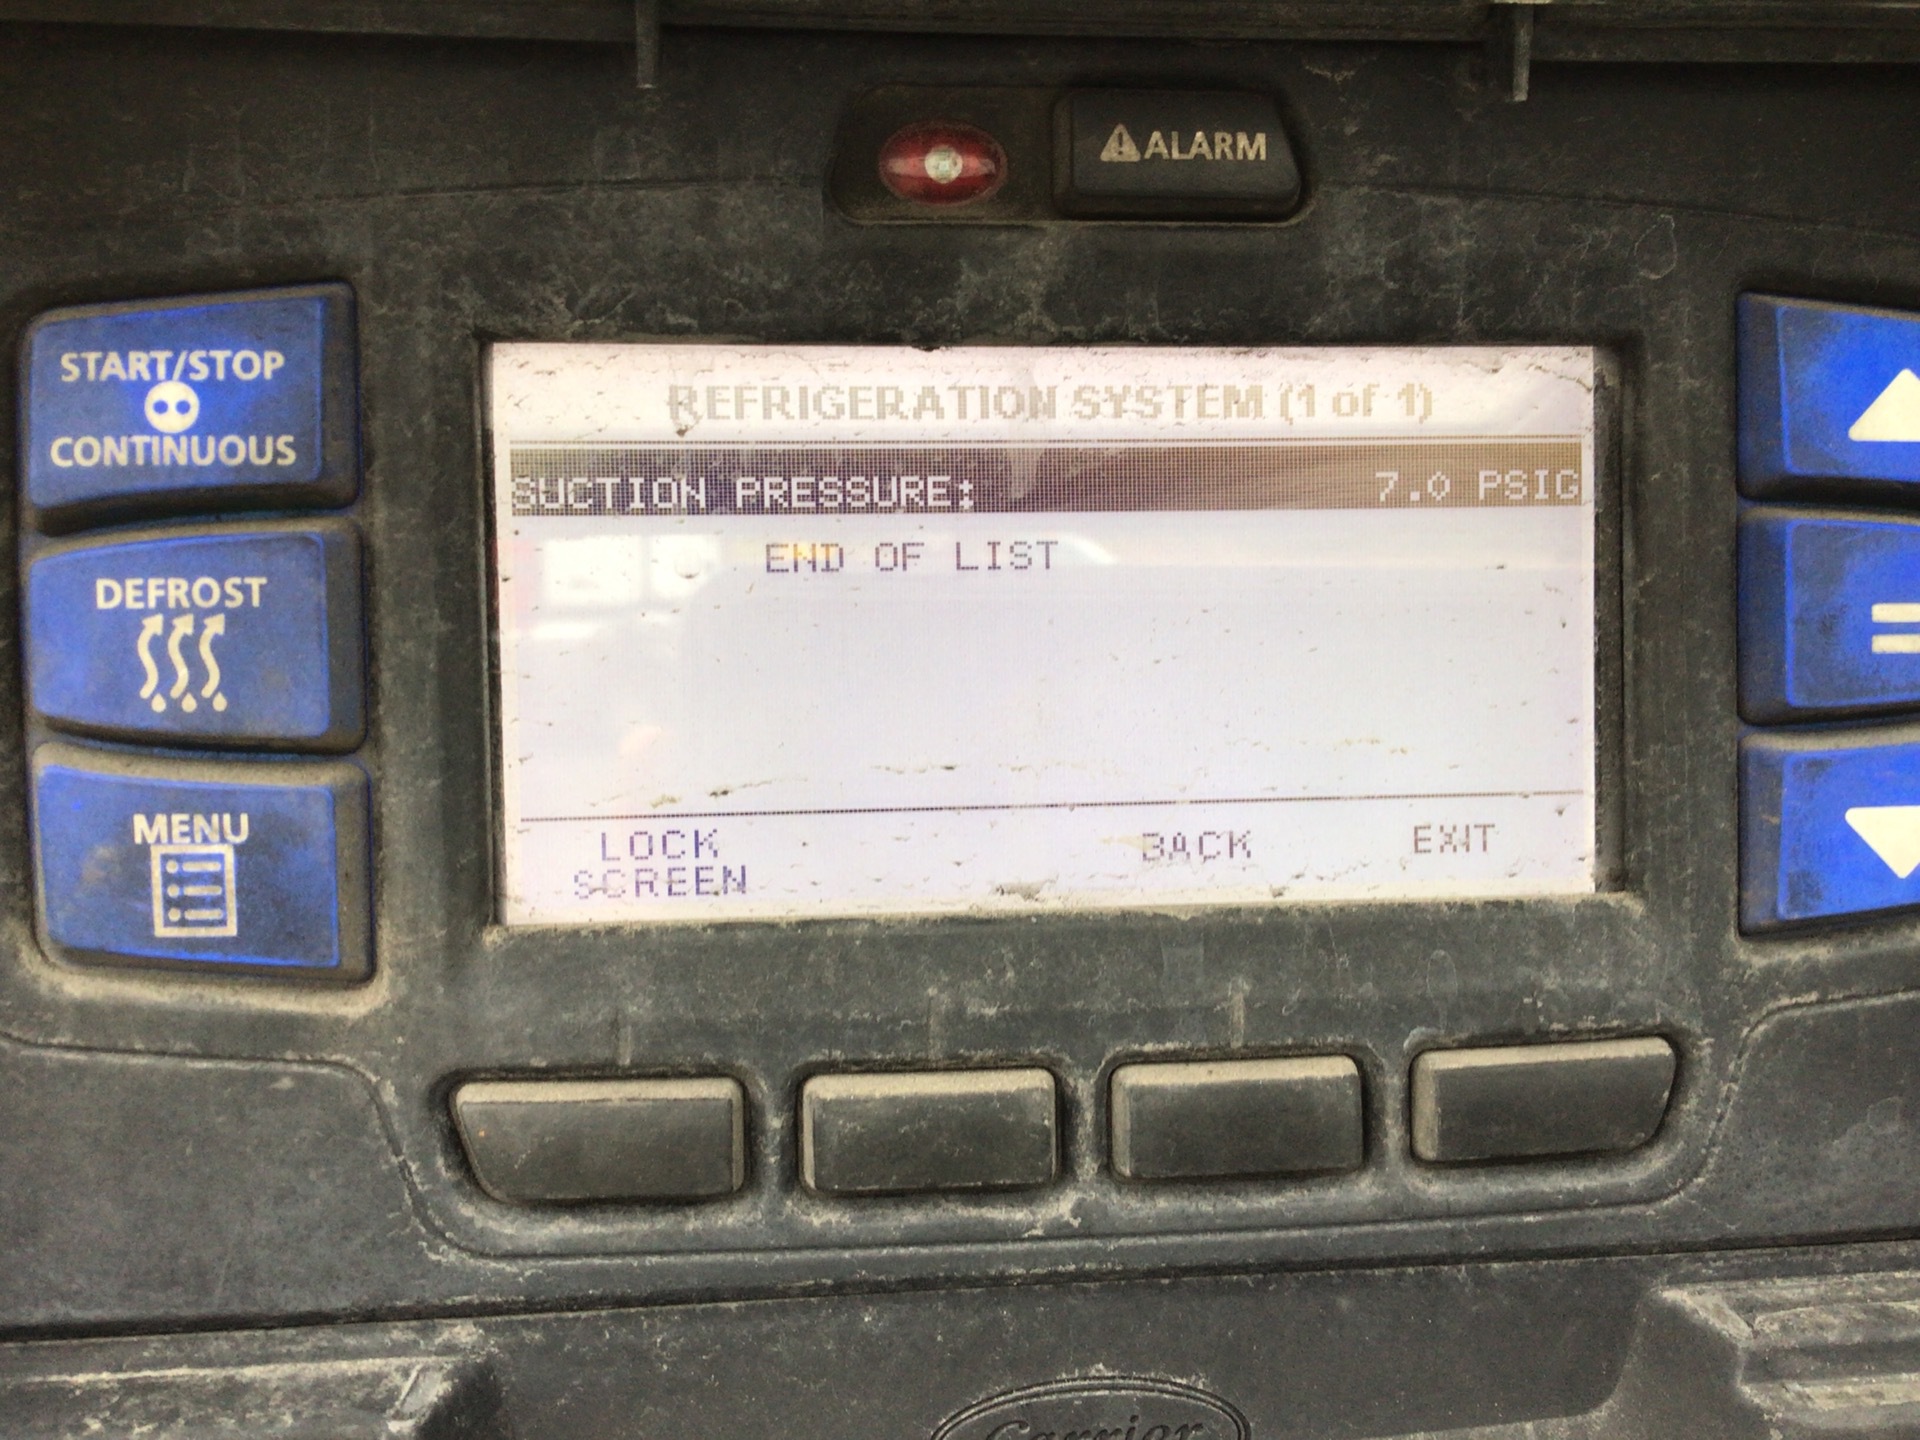 ⚠ALARM
START/STOP
CONTINUOUS
DEFROST
MENU
REFRIGERATION SYSTEM (1 of 1)
SUCTION PRESSURE: 7.0 PSIG
END OF LIST
LOCK
SCREEN
BACK
EXIT
=
Carrier